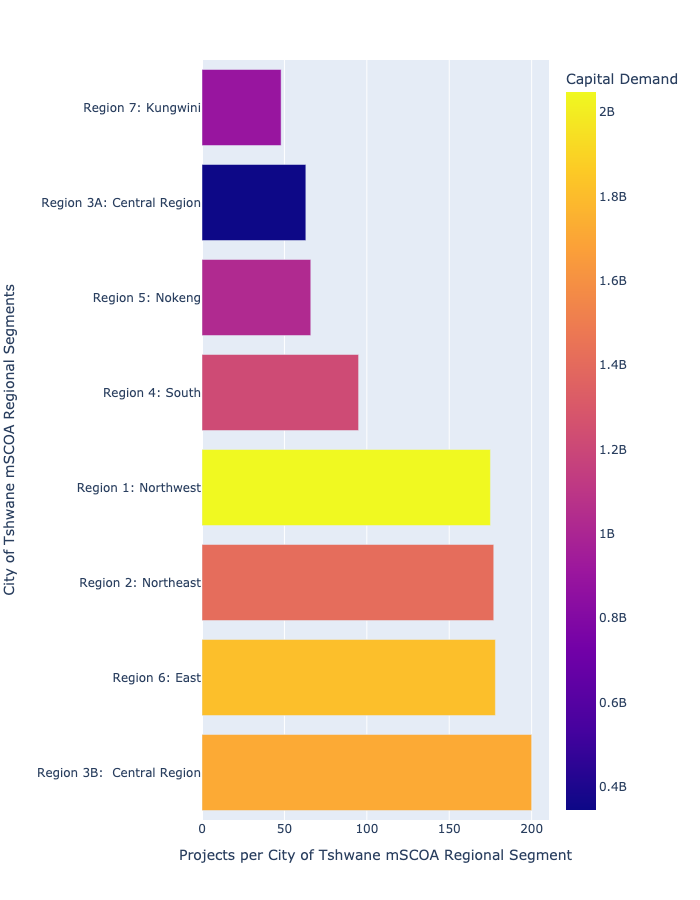 Capital Demand
2B
1.8B
1.6B
1.4B
1.2B
1B
0.8B
0.6B
0.4B
City of Tshwane mSCOA Regional Segments
Region 7: Kungwini
Region 3A: Central Region
Region 5: Nokeng
Region 4: South
Region 1: Northwest
Region 2: Northeast
Region 6: East
Region 3B:  Central Region
0 50 100 150 200
Projects per City of Tshwane mSCOA Regional Segment